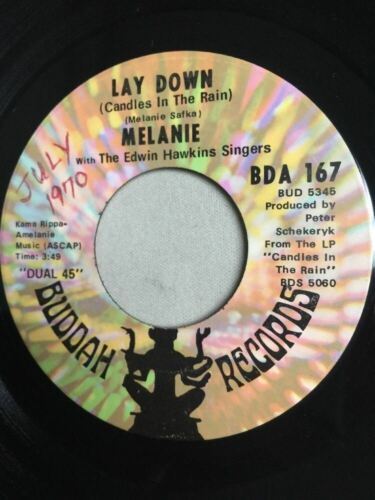 LAY DOWN
(Candles In The Rain)
(Melanie Safka)
MELANIE
With The Edwin Hawkins Singers
JULY
1970
BDA 167
BUD 5345
Produced by
Peter
Schekeryk
From The LP
"Candles In
The Rain"
BDS 5060
Kama Rippa-
Amelanie
Music (ASCAP)
Time: 3:49
"DUAL 45"
BUDDAH RECORDS